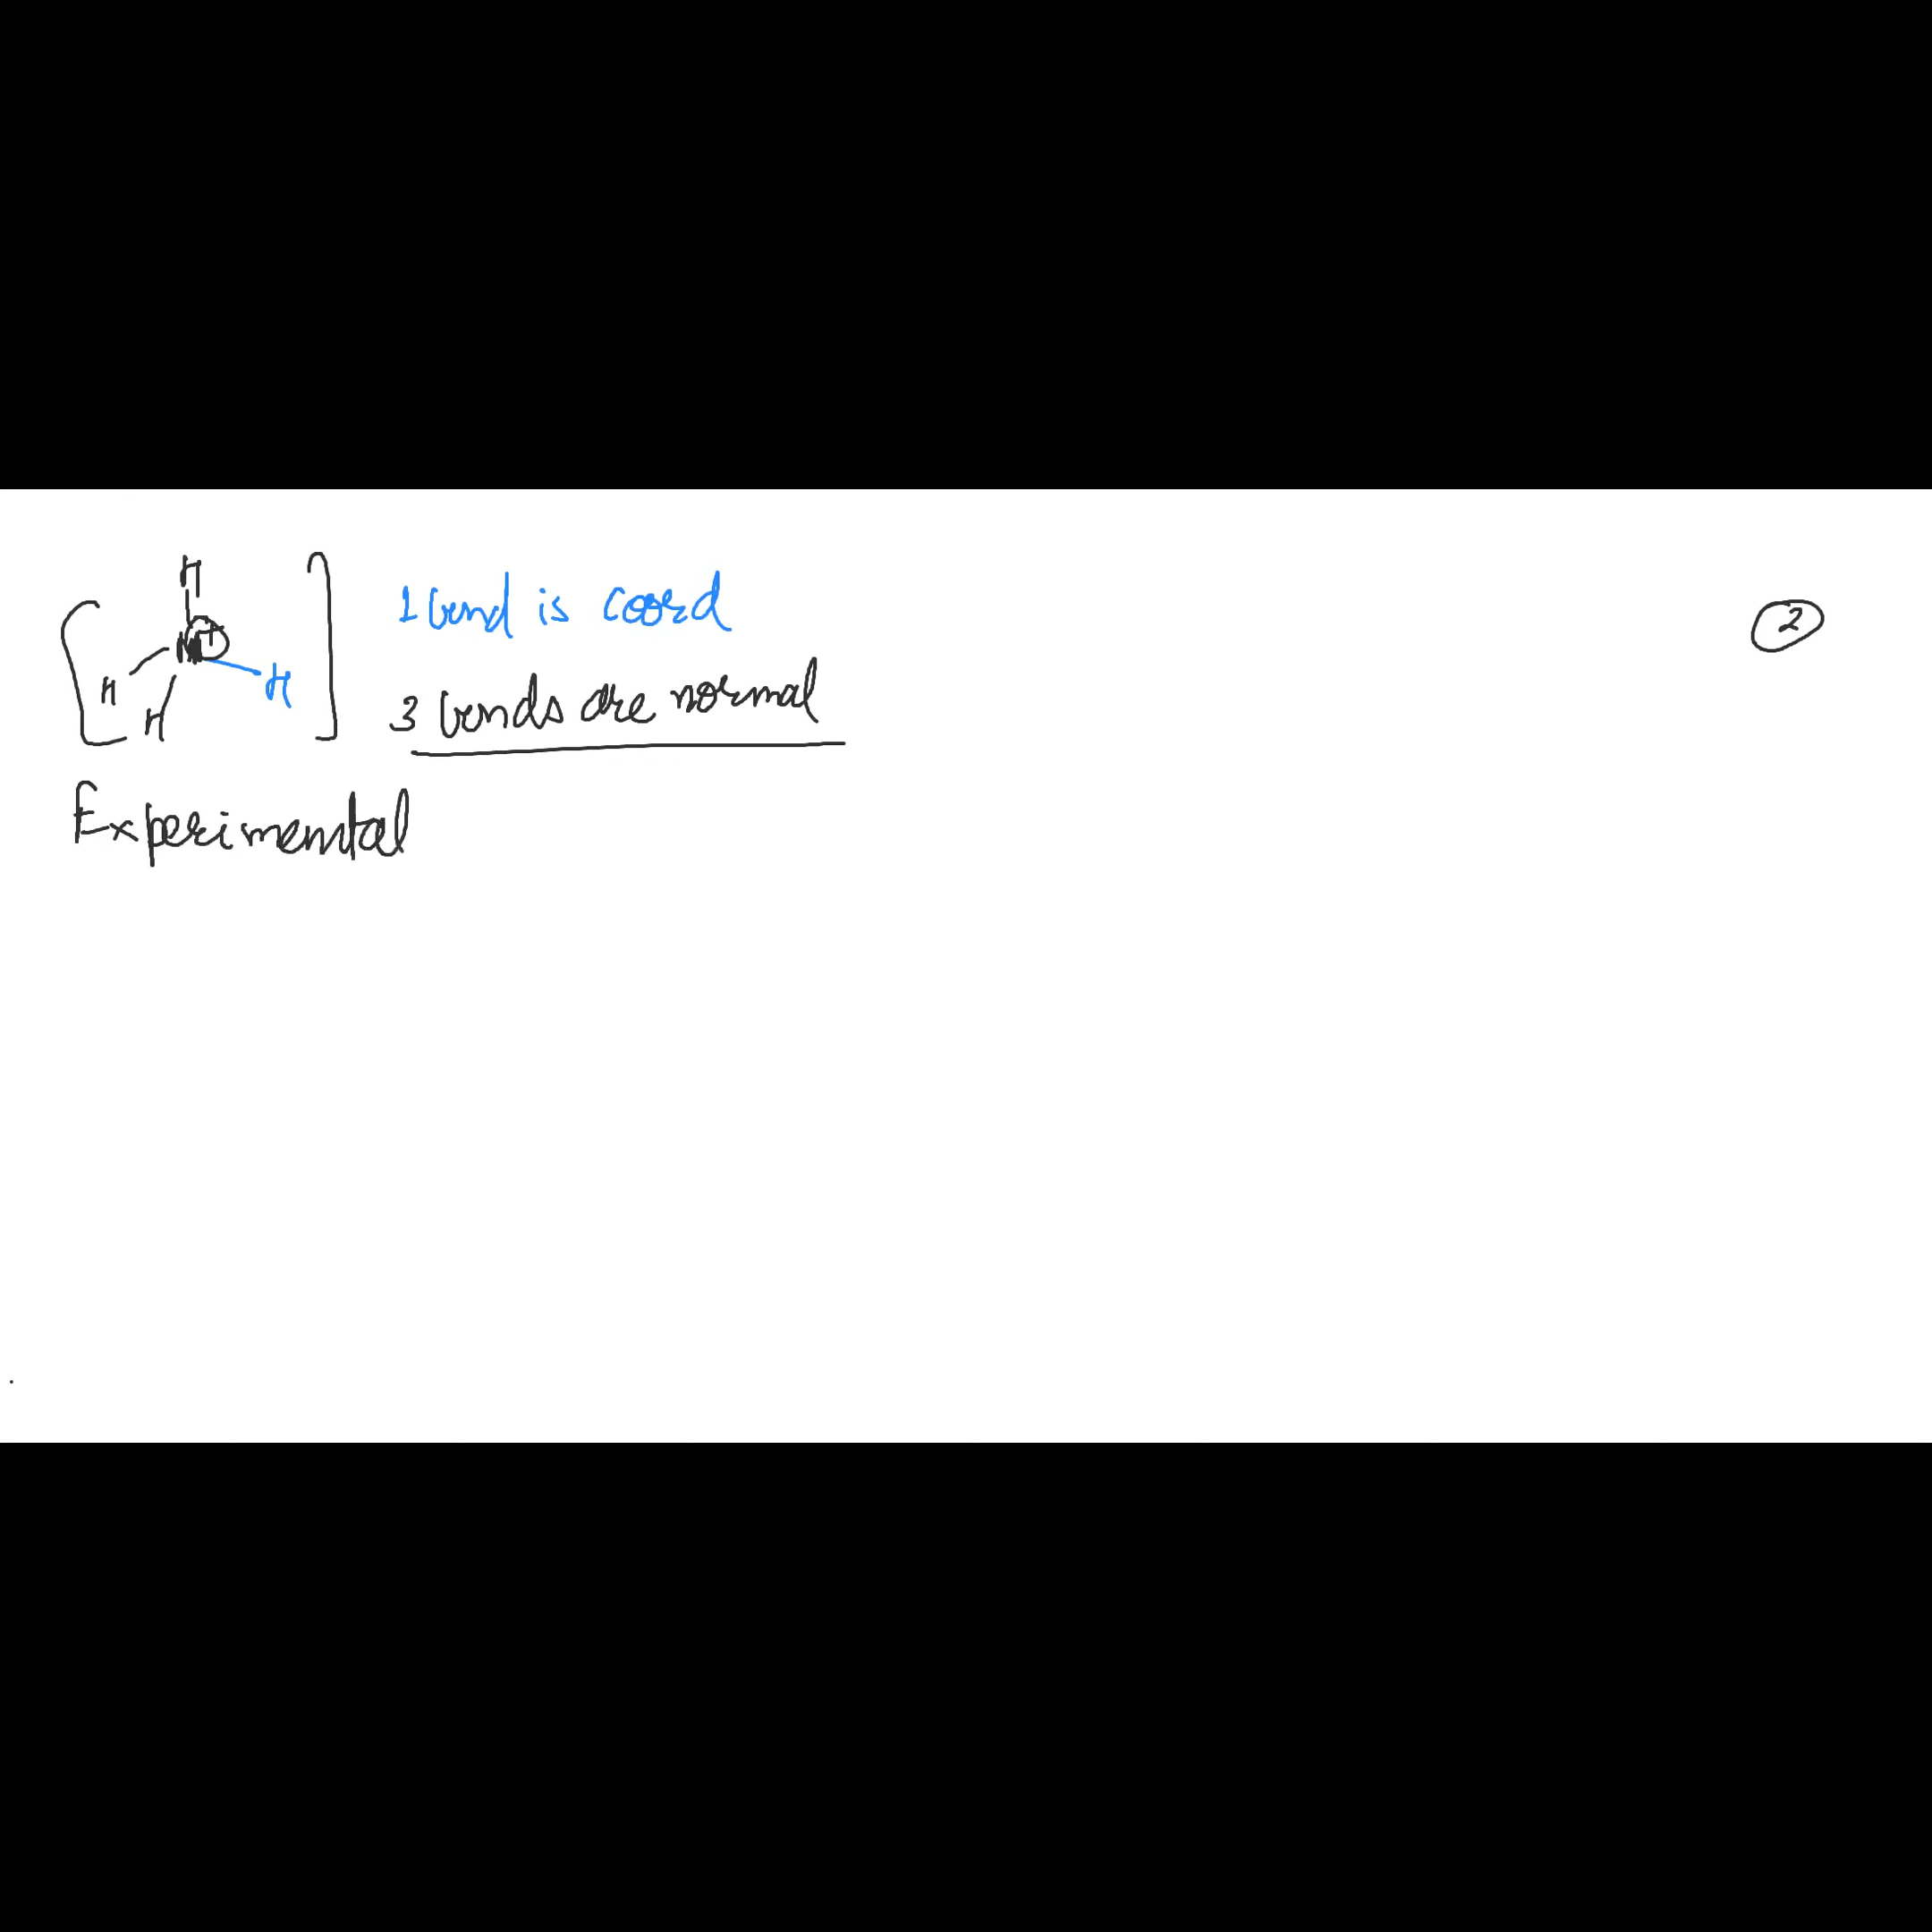 H
N⊕
H H
H
1 bond is coord
3 bonds are normal
2
Experimental